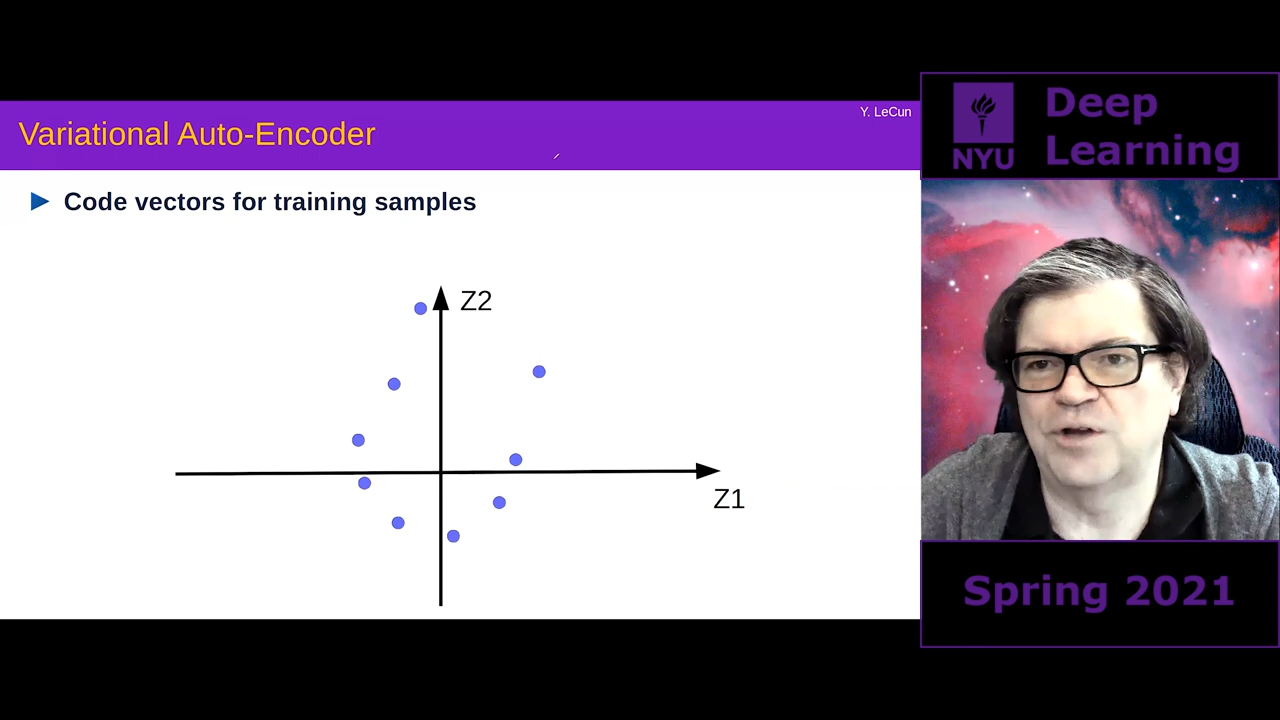 Y. LeCun
Variational Auto-Encoder
Code vectors for training samples
Z2
Z1
NYU
Deep
Learning
Spring 2021